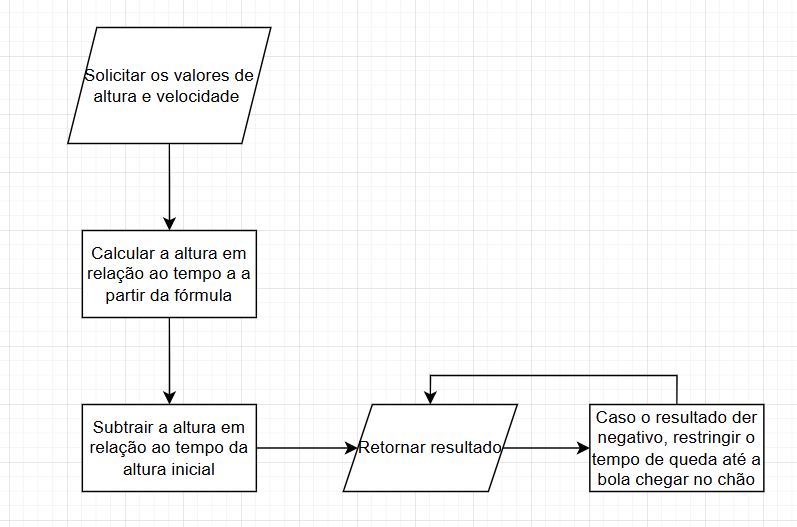 Solicitar os valores de
altura e velocidade
Calcular a altura em
relação ao tempo a a
partir da fórmula
Subtrair a altura em
relação ao tempo da
altura inicial
Retornar resultado
Caso o resultado der
negativo, restringir o
tempo de queda até a
bola chegar no chão